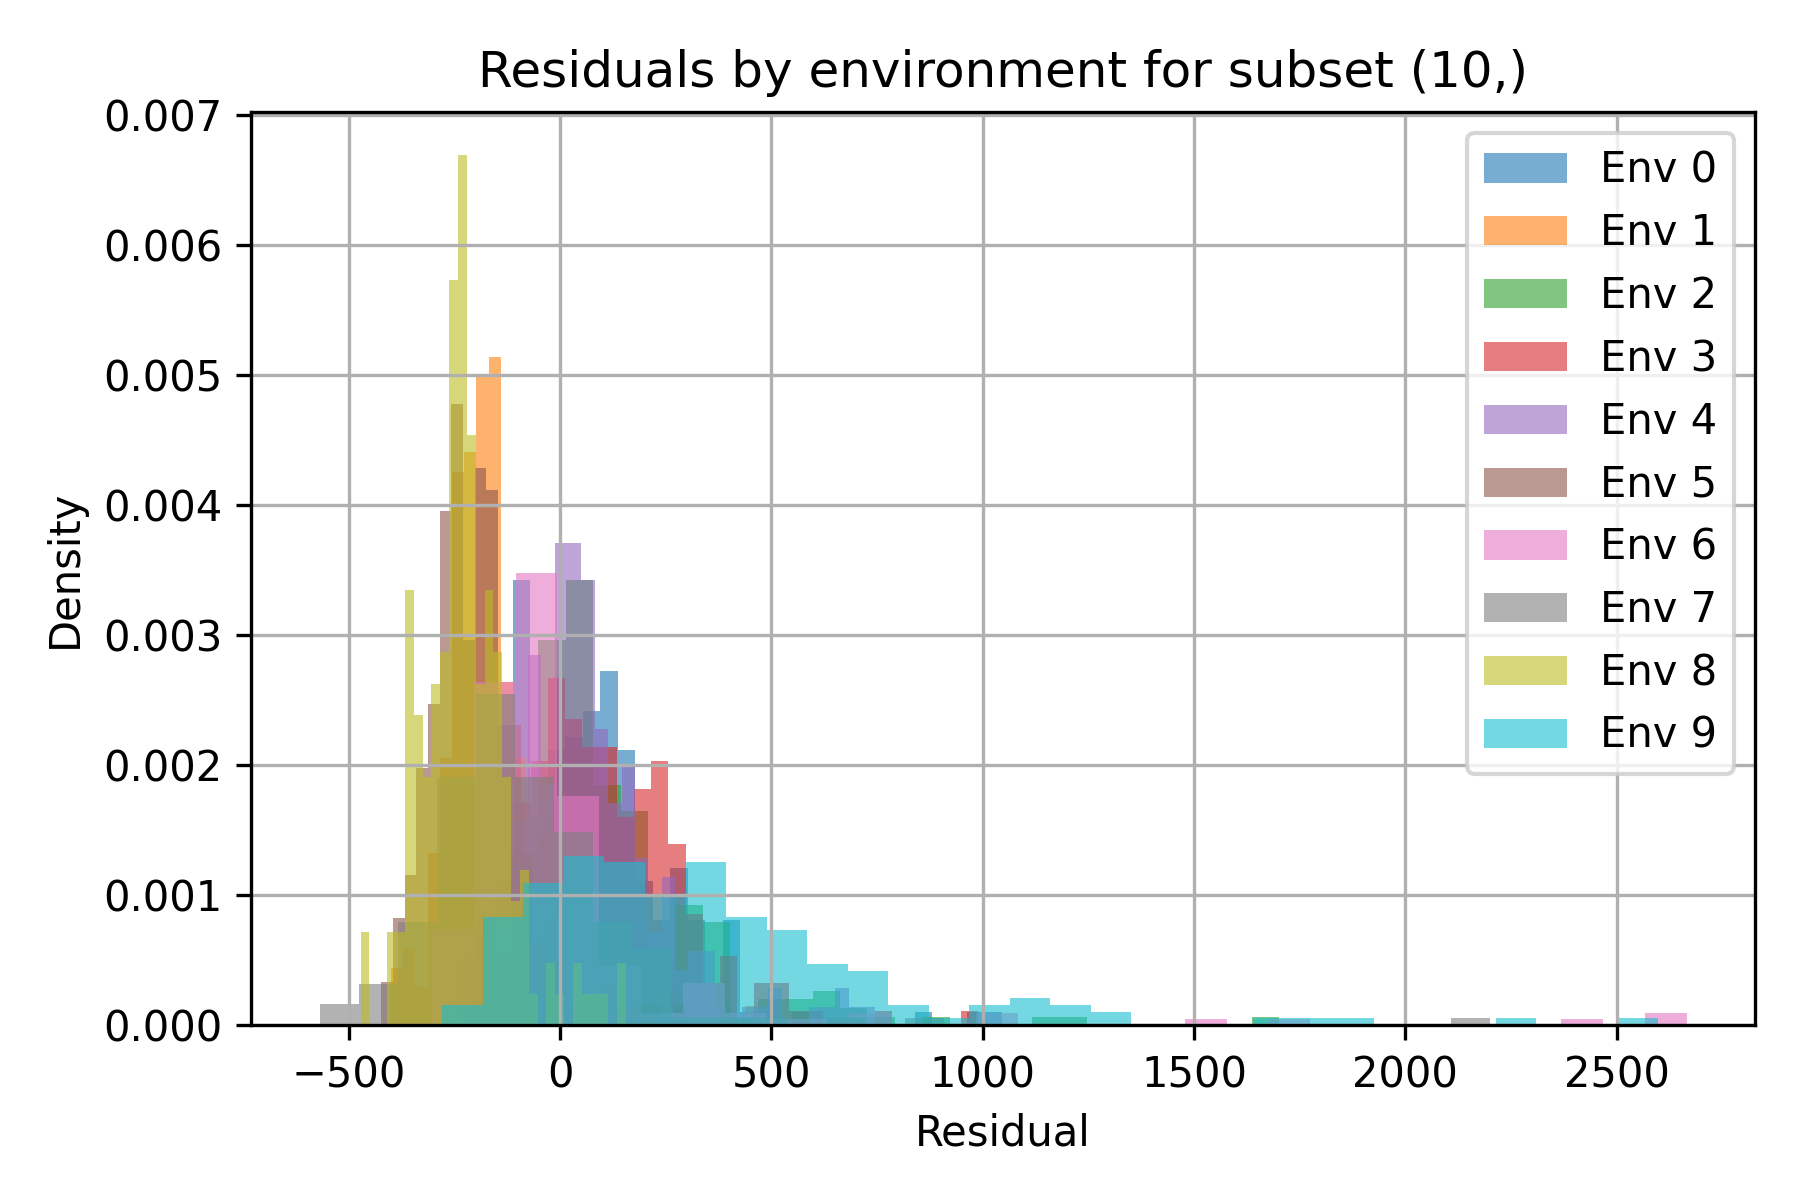 Residuals by environment for subset (10,)
0.007
0.006
0.005
0.004
0.003
0.002
0.001
0.000
Density
−500
0
500
1000
1500
2000
2500
Residual
Env 0
Env 1
Env 2
Env 3
Env 4
Env 5
Env 6
Env 7
Env 8
Env 9